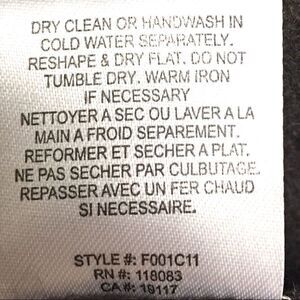 DRY CLEAN OR HANDWASH IN
COLD WATER SEPARATELY.
RESHAPE & DRY FLAT. DO NOT
TUMBLE DRY. WARM IRON
IF NECESSARY
NETTOYER A SEC OU LAVER A LA
MAIN A FROID SEPAREMENT.
REFORMER ET SECHER A PLAT.
NE PAS SECHER PAR CULBUTAGE.
REPASSER AVEC UN FER CHAUD
SI NECESSAIRE.
STYLE #: F001C11
RN #: 118083
CA #: 19117